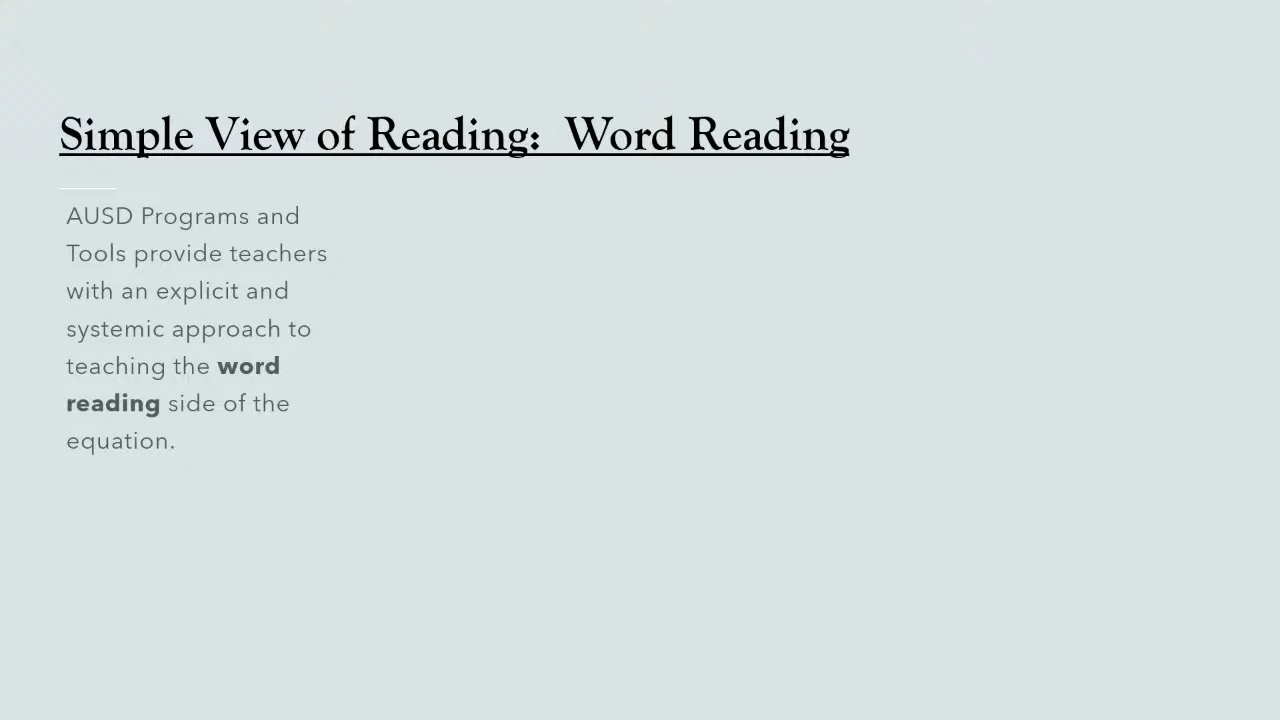 Simple View of Reading:  Word Reading
AUSD Programs and
Tools provide teachers
with an explicit and
systemic approach to
teaching the word
reading side of the
equation.